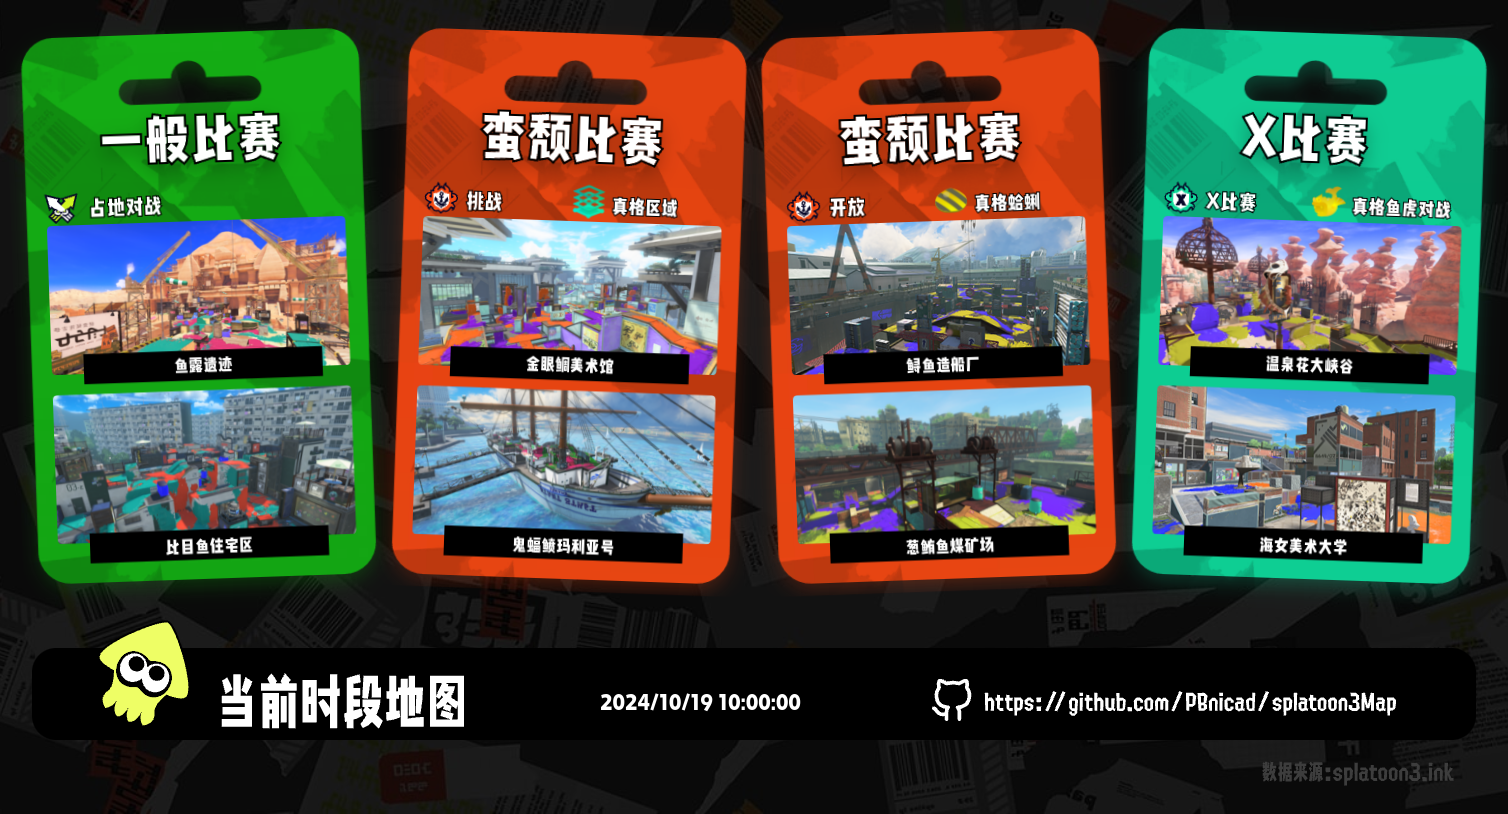 一般比赛
占地对战
鱼露遗迹
比目鱼住宅区
蛮颓比赛
挑战
真格区域
金眼鲷美术馆
鬼蝠鲼玛利亚号
蛮颓比赛
开放
真格蛤蜊
鲟鱼造船厂
葱鲔鱼煤矿场
X比赛
X比赛
真格鱼虎对战
温泉花大峡谷
海女美术大学
当前时段地图
2024/10/19 10:00:00
https://github.com/PBnicad/splatoon3Map
数据来源:splatoon3.ink